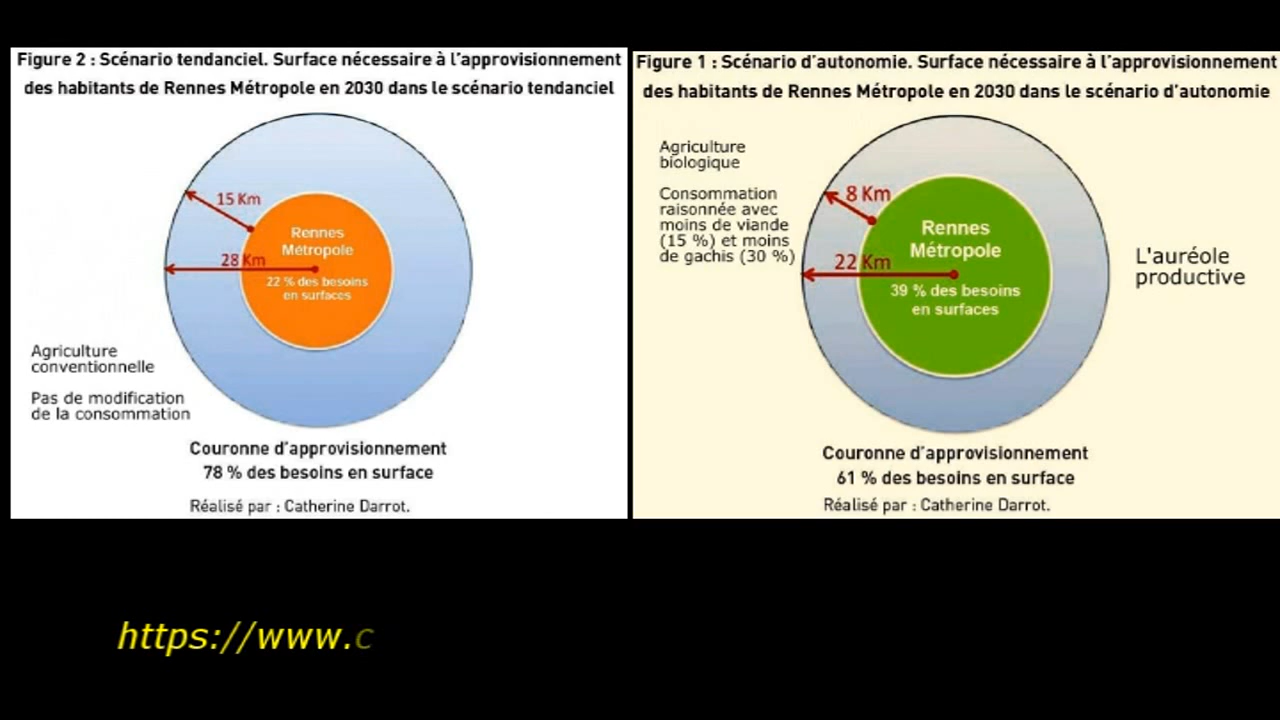 Figure 2 : Scénario tendanciel. Surface nécessaire à l'approvisionnement
des habitants de Rennes Métropole en 2030 dans le scénario tendanciel
15 Km
Rennes
Métropole
28 Km
22 % des besoins
en surfaces
Agriculture
conventionnelle
Pas de modification
de la consommation
Couronne d'approvisionnement
78 % des besoins en surface
Réalisé par : Catherine Darrot.
Figure 1 : Scénario d'autonomie. Surface nécessaire à l'approvisionnement
des habitants de Rennes Métropole en 2030 dans le scénario d'autonomie
Agriculture
biologique
Consommation
raisonnée avec
moins de viande
(15 %) et moins
de gachis (30 %)
8 Km
Rennes
Métropole
22 Km
39 % des besoins
en surfaces
L'auréole
productive
Couronne d'approvisionnement
61 % des besoins en surface
Réalisé par : Catherine Darrot.
https://www.c